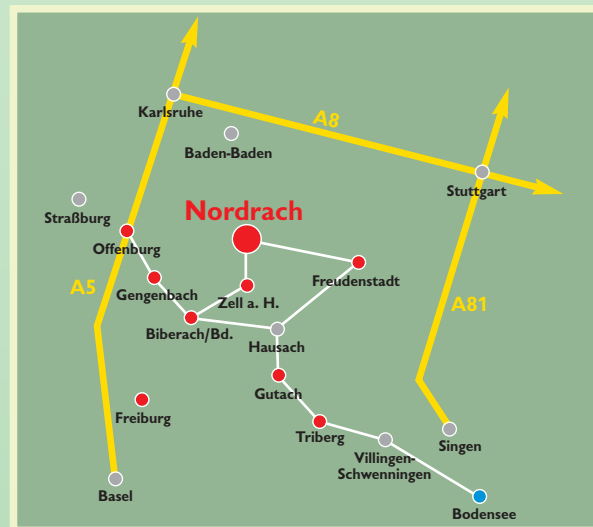 Karlsruhe
A8
Baden-Baden
Stuttgart
Straßburg
Nordrach
Offenburg
Freudenstadt
A5
Gengenbach
Zell a. H.
A81
Biberach/Bd.
Hausach
Gutach
Freiburg
Triberg
Singen
Villingen-
Schwenningen
Basel
Bodensee